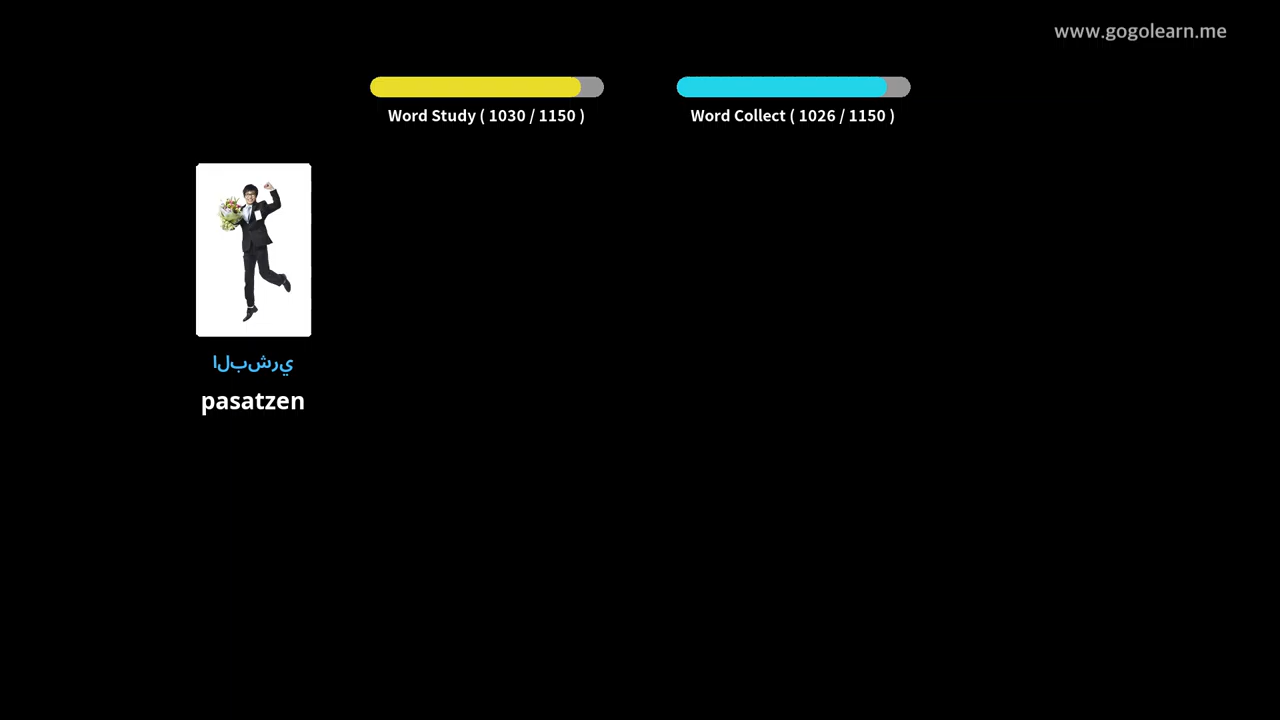 www.gogolearn.me
Word Study ( 1030 / 1150 )
Word Collect ( 1026 / 1150 )
البشري
pasatzen